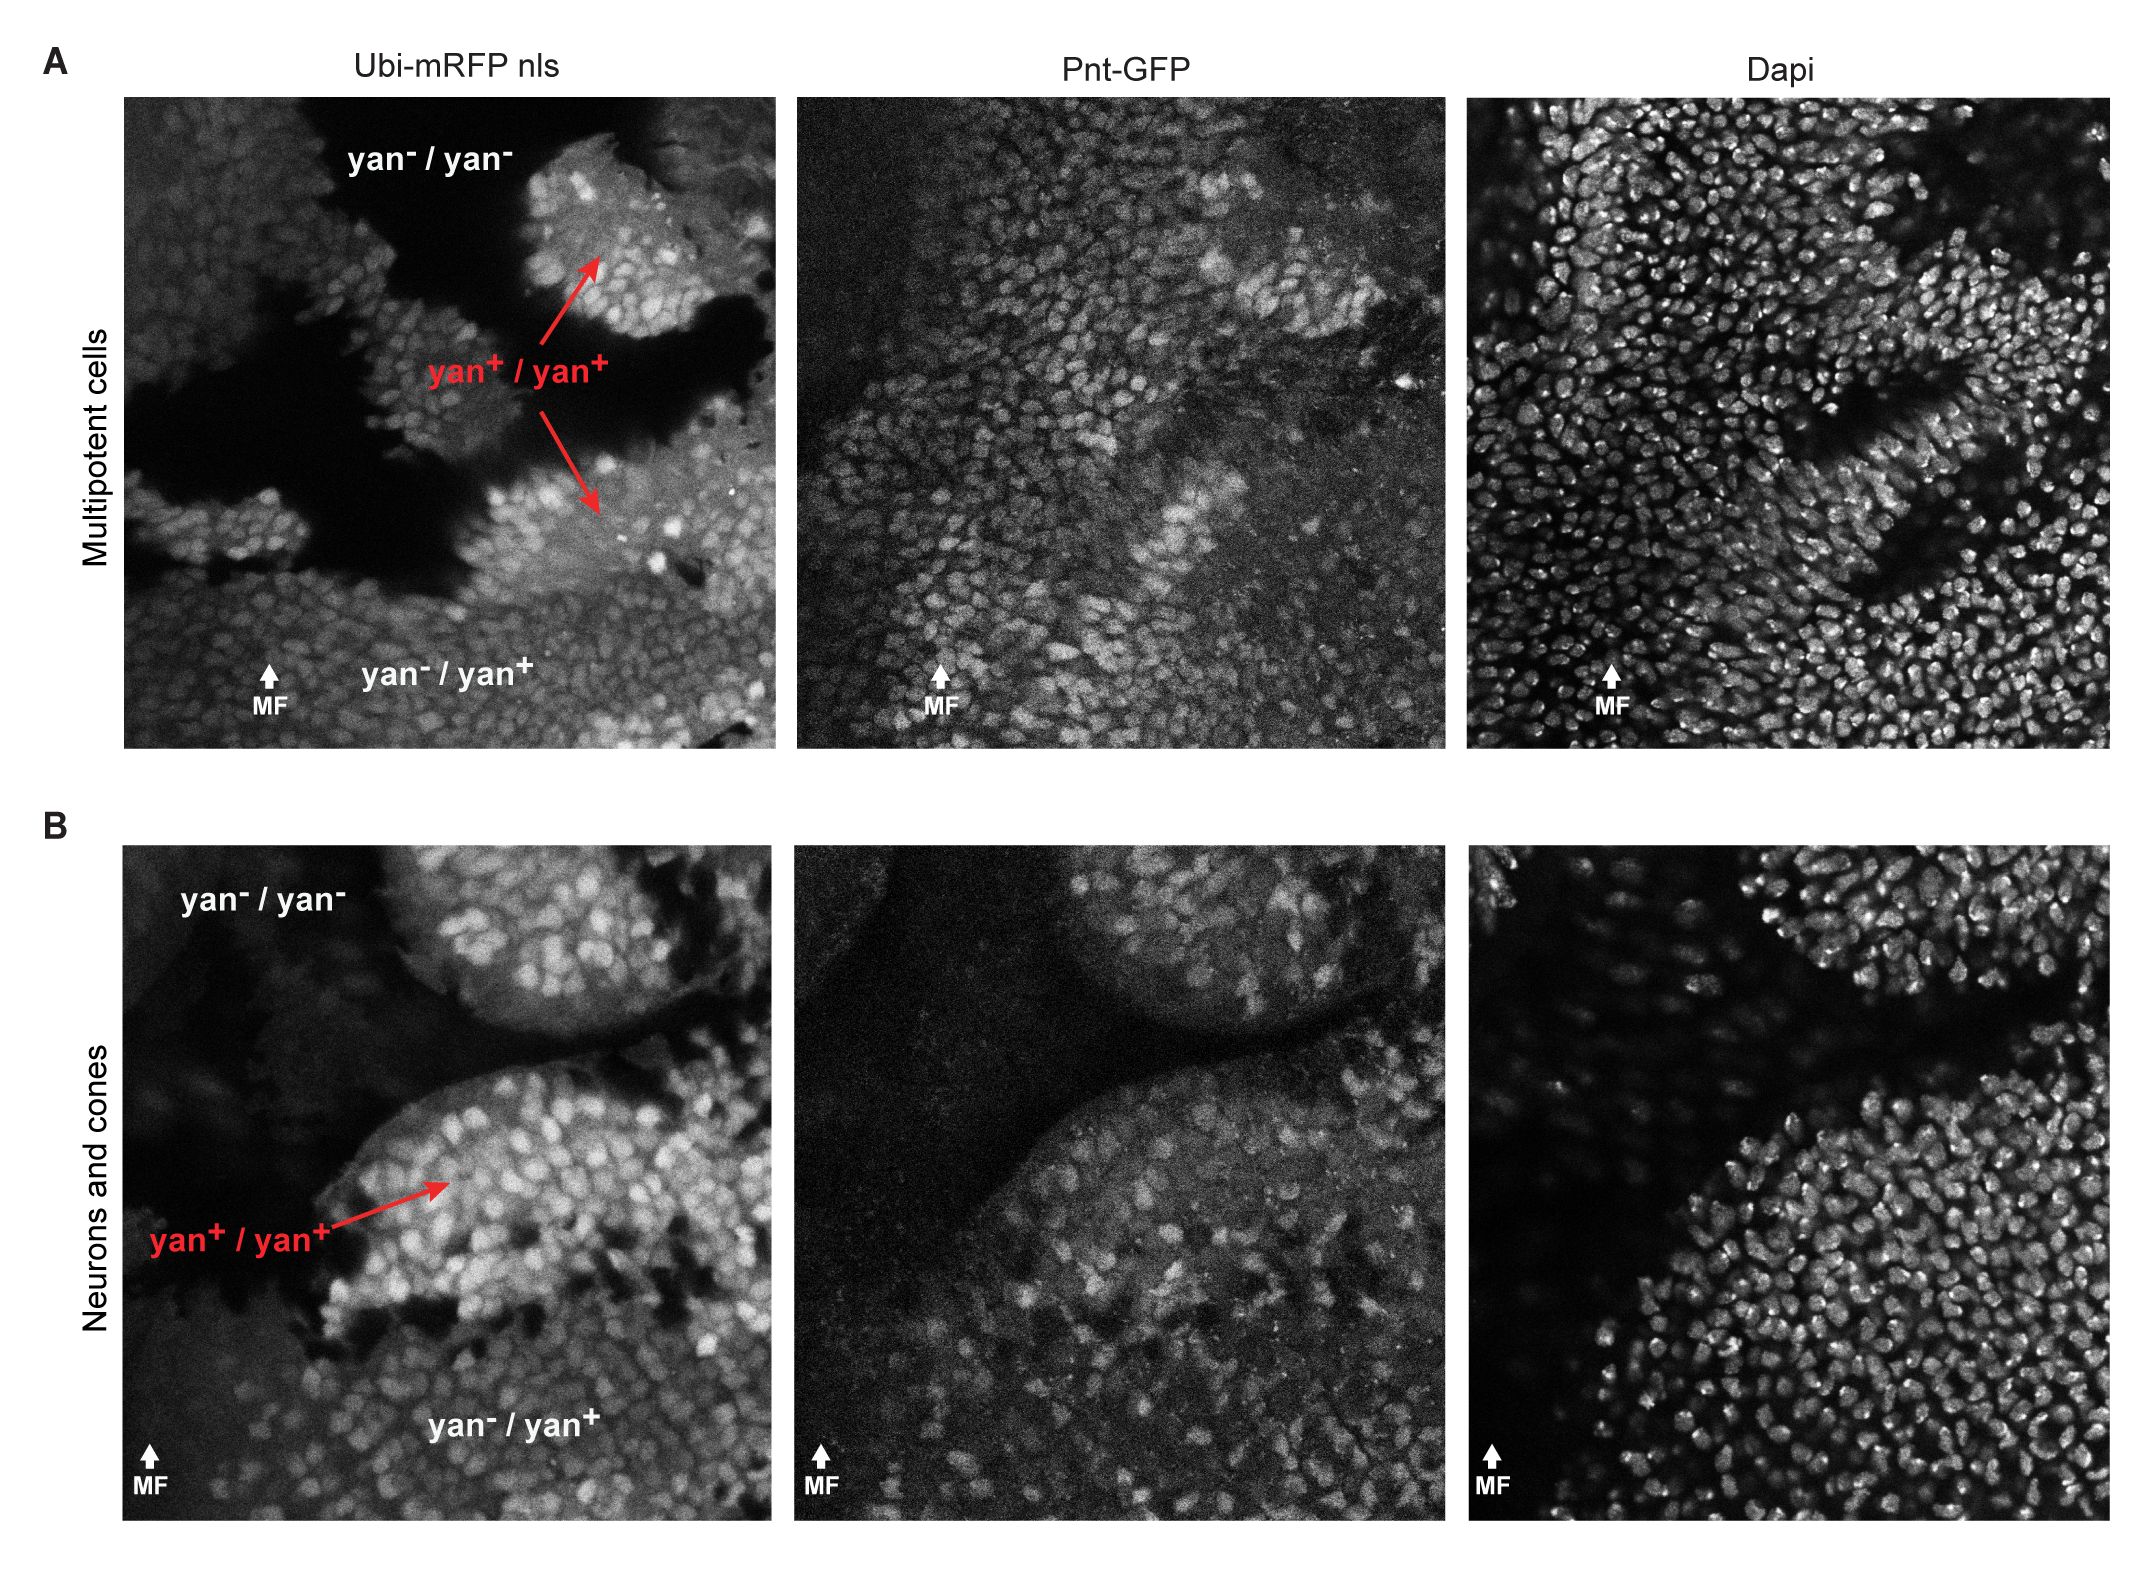 A
Ubi-mRFP nls
Pnt-GFP
Dapi
Multipotent cells
yan⁻ / yan⁻
yan⁺ / yan⁺
yan⁻ / yan⁺
MF
MF
MF
B
Neurons and cones
yan⁻ / yan⁻
yan⁺ / yan⁺
yan⁻ / yan⁺
MF
MF
MF